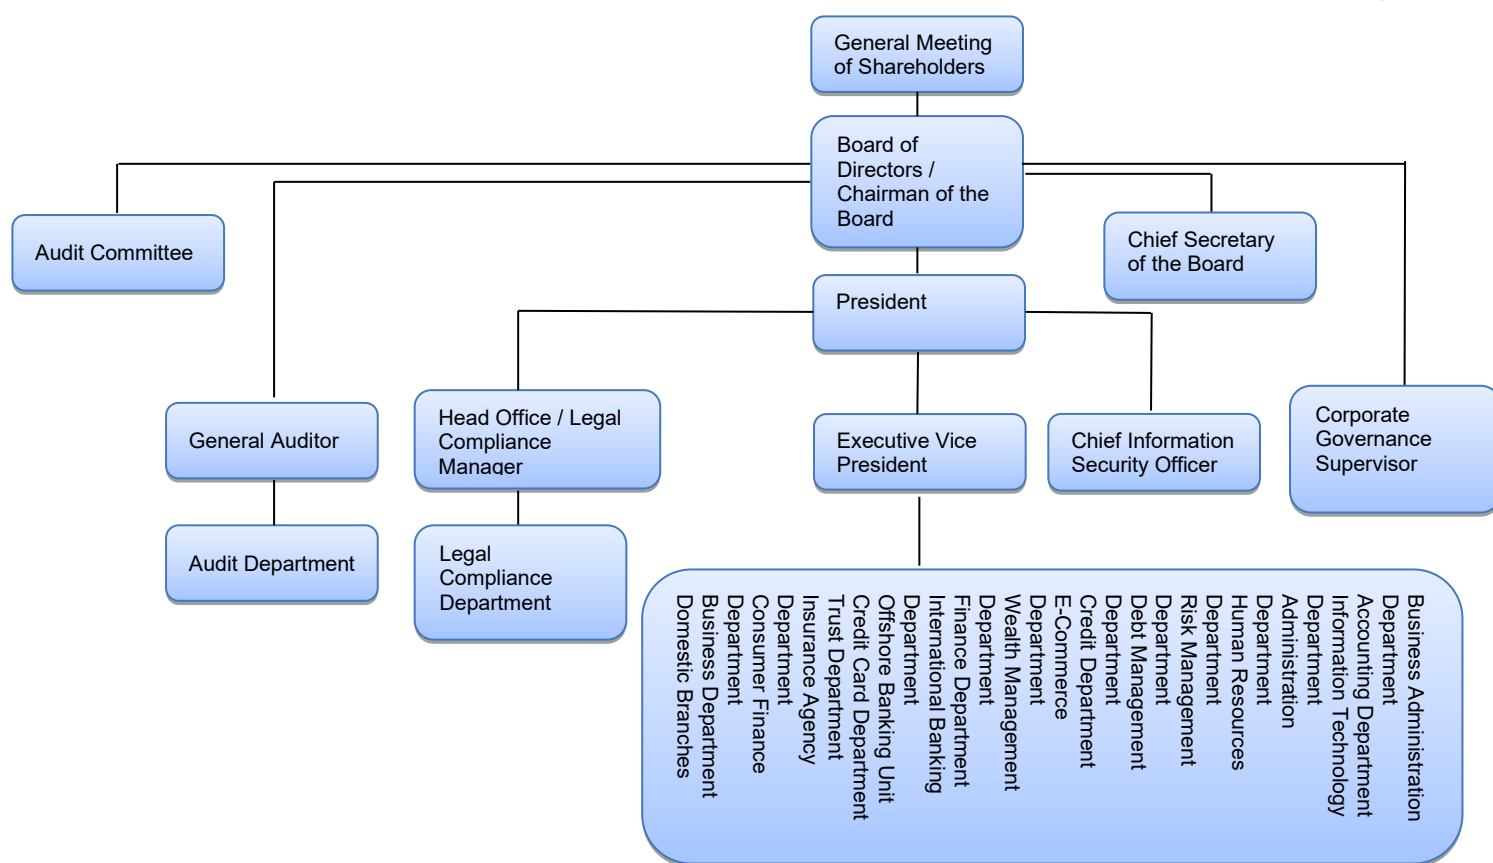 General Meeting
of Shareholders
Board of
Directors /
Chairman of the
Board
Audit Committee
Chief Secretary
of the Board
President
General Auditor
Head Office / Legal
Compliance
Manager
Executive Vice
President
Chief Information
Security Officer
Corporate
Governance
Supervisor
Audit Department
Legal
Compliance
Department
Business Administration
Department
Accounting Department
Information Technology
Department
Administration
Department
Human Resources
Department
Risk Management
Department
Debt Management
Department
Credit Department
E-Commerce
Department
Wealth Management
Department
Finance Department
International Banking
Department
Offshore Banking Unit
Credit Card Department
Trust Department
Insurance Agency
Department
Consumer Finance
Department
Business Department
Domestic Branches